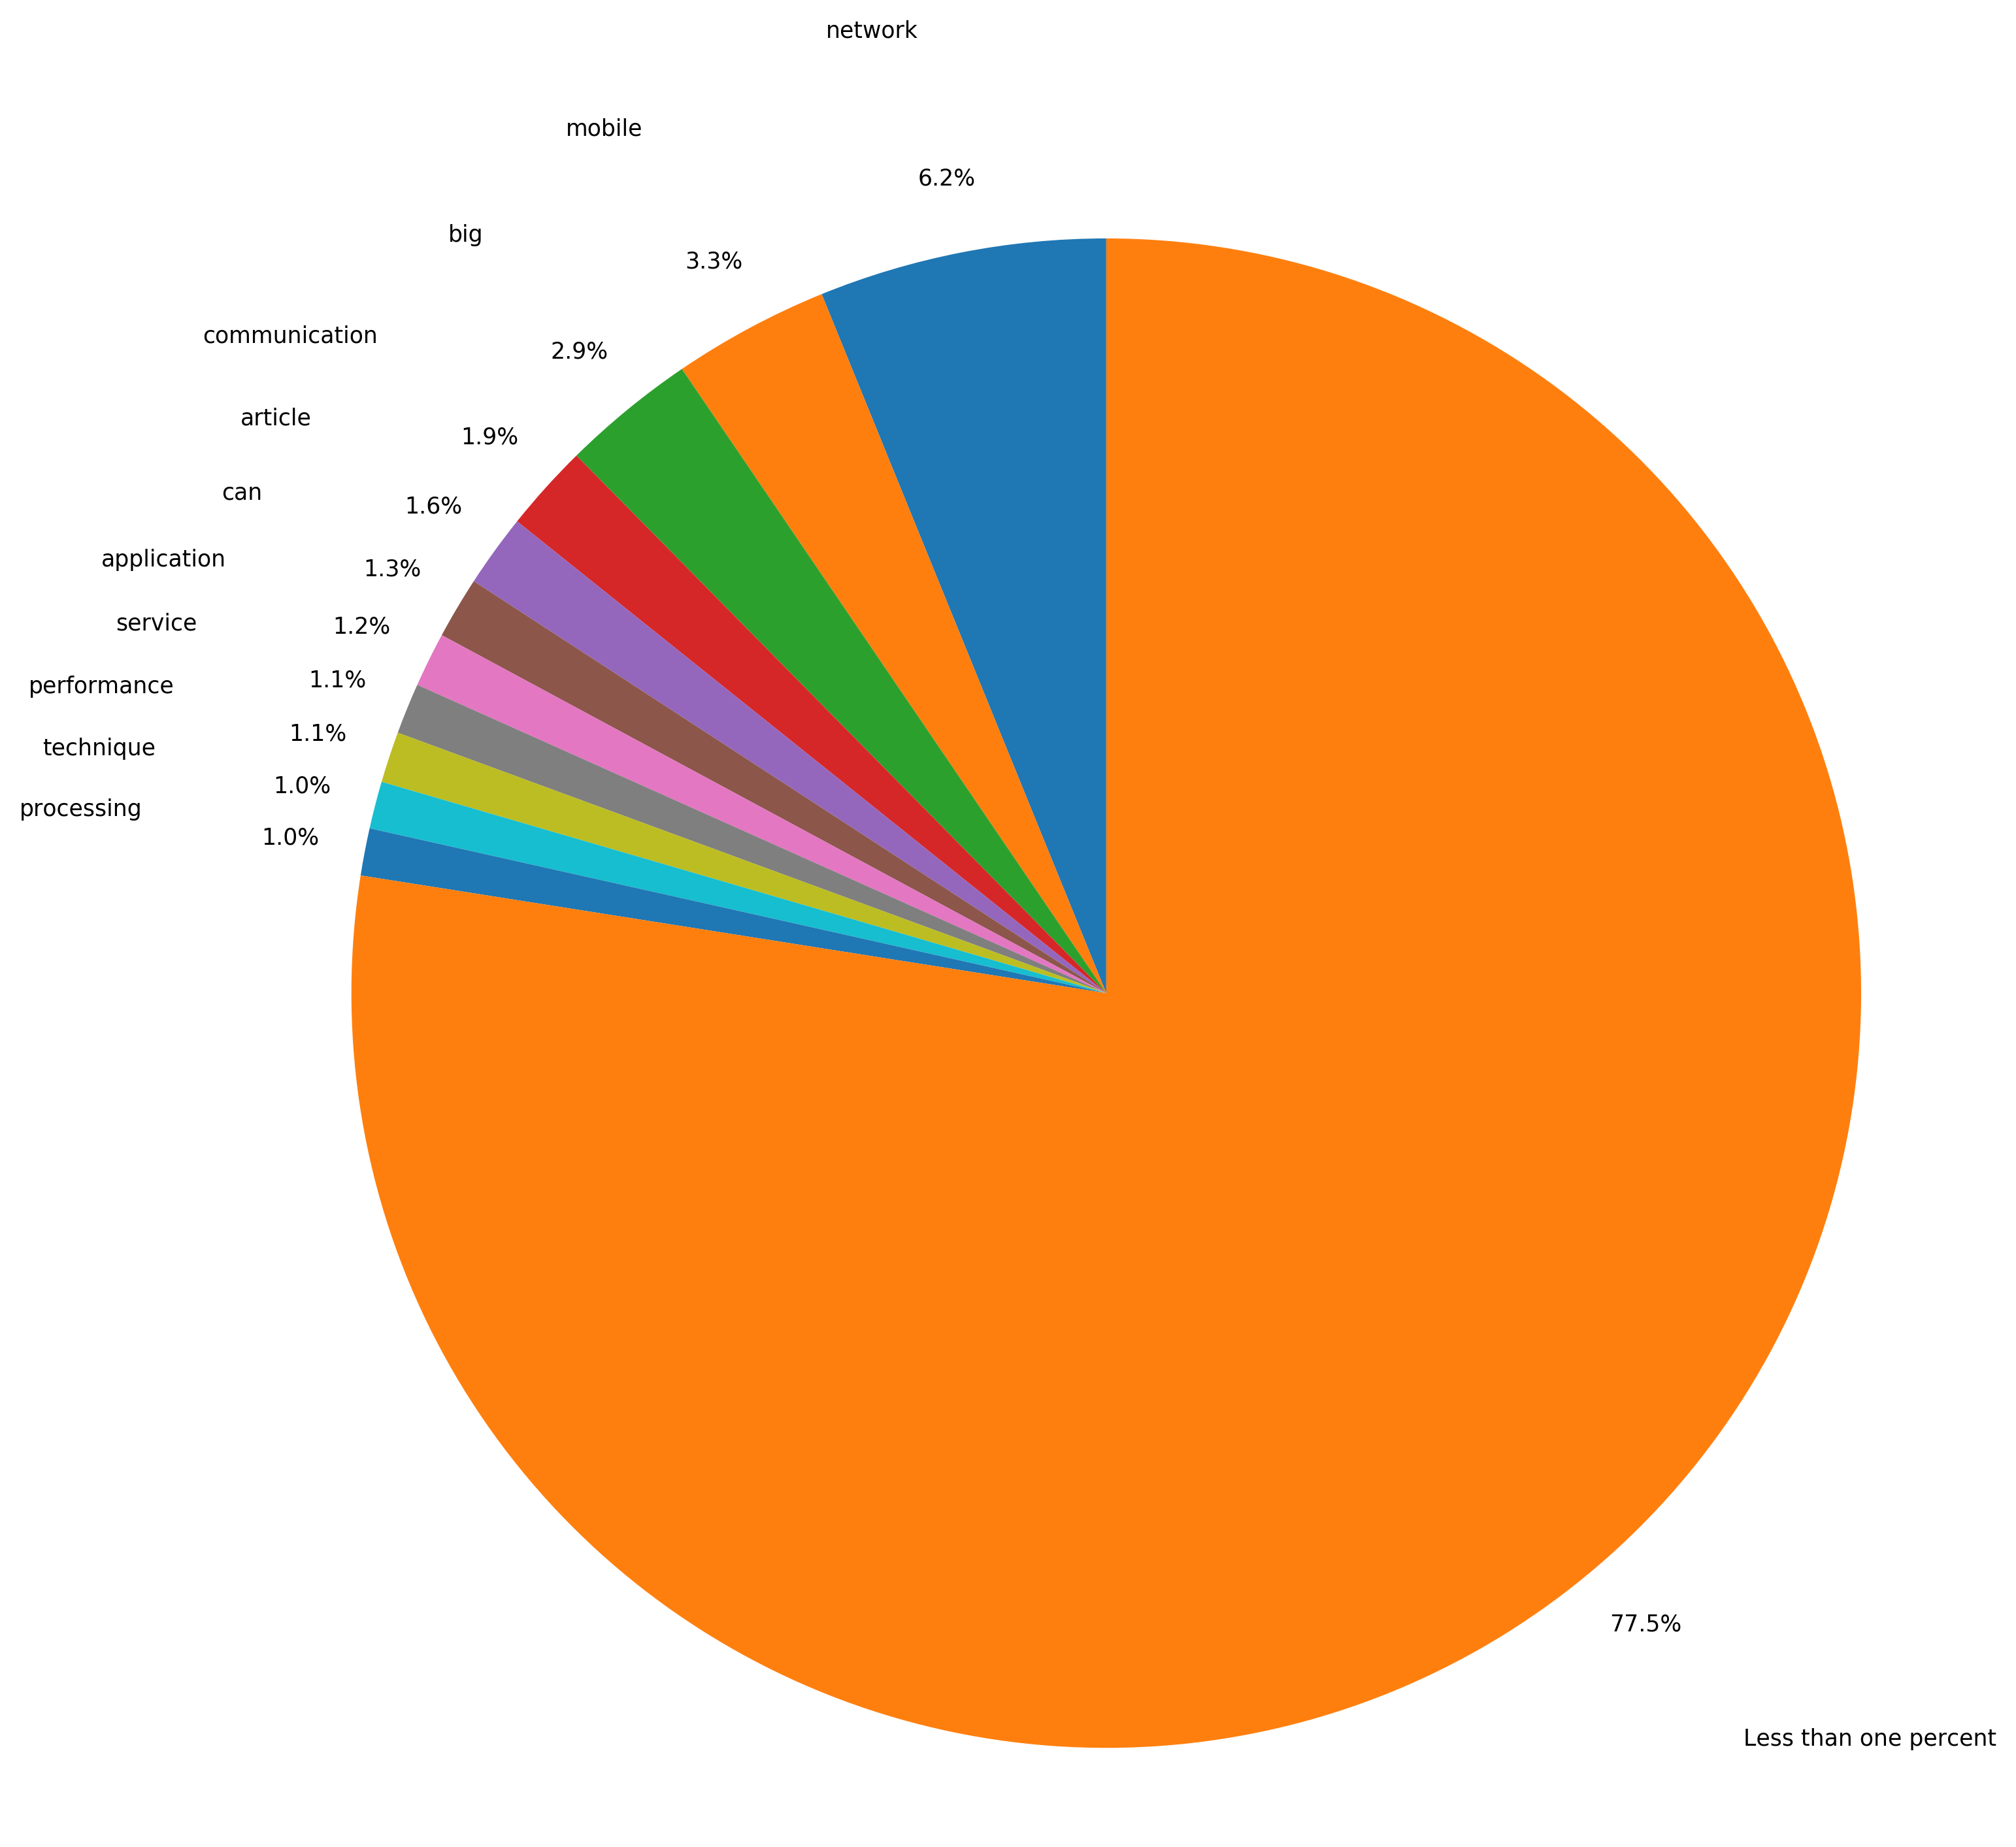 network
mobile
6.2%
big
3.3%
communication
2.9%
article
1.9%
can
1.6%
application
1.3%
service
1.2%
performance
1.1%
technique
1.1%
processing
1.0%
1.0%
77.5%
Less than one percent